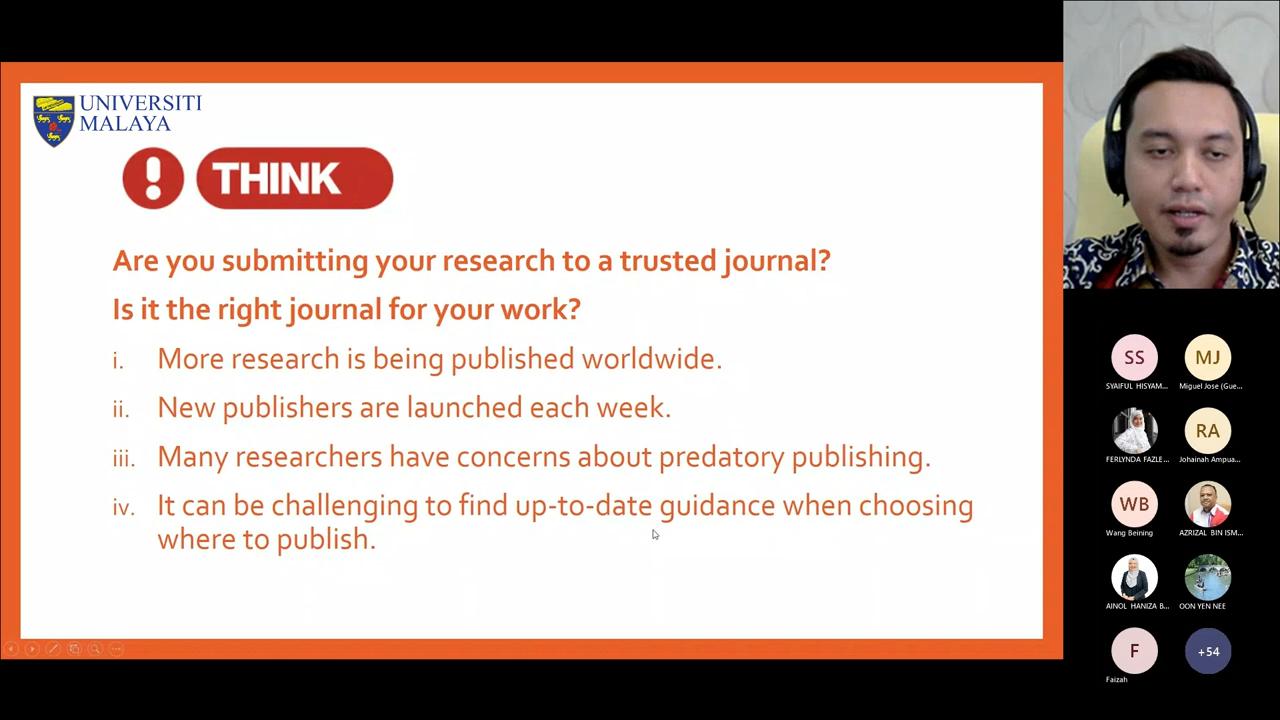 UNIVERSITI
MALAYA
! THINK
Are you submitting your research to a trusted journal?
Is it the right journal for your work?
i. More research is being published worldwide.
ii. New publishers are launched each week.
iii. Many researchers have concerns about predatory publishing.
iv. It can be challenging to find up-to-date guidance when choosing
where to publish.
SS
MJ
SYAIFUL HISYAM...
Miguel Jose (Gue...
RA
FERLYNDA FAZLE...
Johainah Ampua...
WB
Wang Beining
AZRIZAL BIN ISM...
AINOL HANIZA B...
OON YEN NEE
F
+54
Faizah